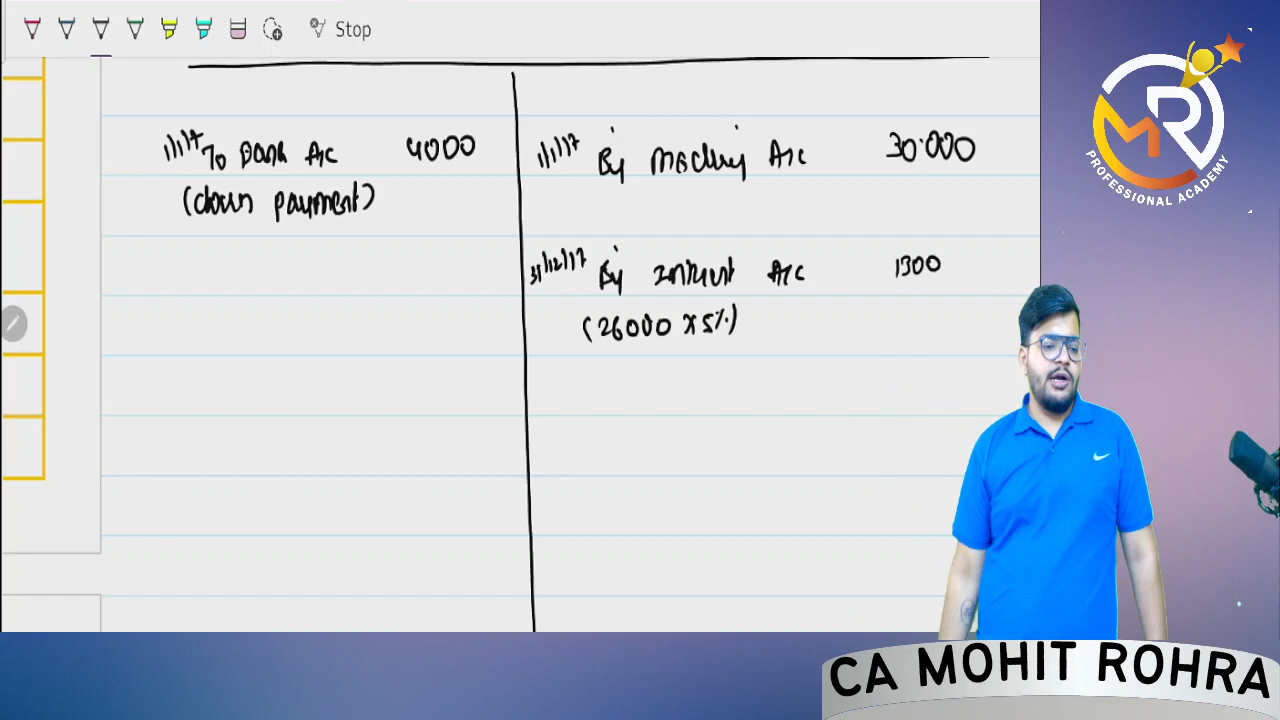 Stop
MR
PROFESSIONAL ACADEMY
1/1/17 To Bank A/c 4000
(down payment)
1/1/17 By Machinery A/c 30.000
31/12/17 By Interest A/c 1300
(26000 x 5%)
CA MOHIT ROHRA